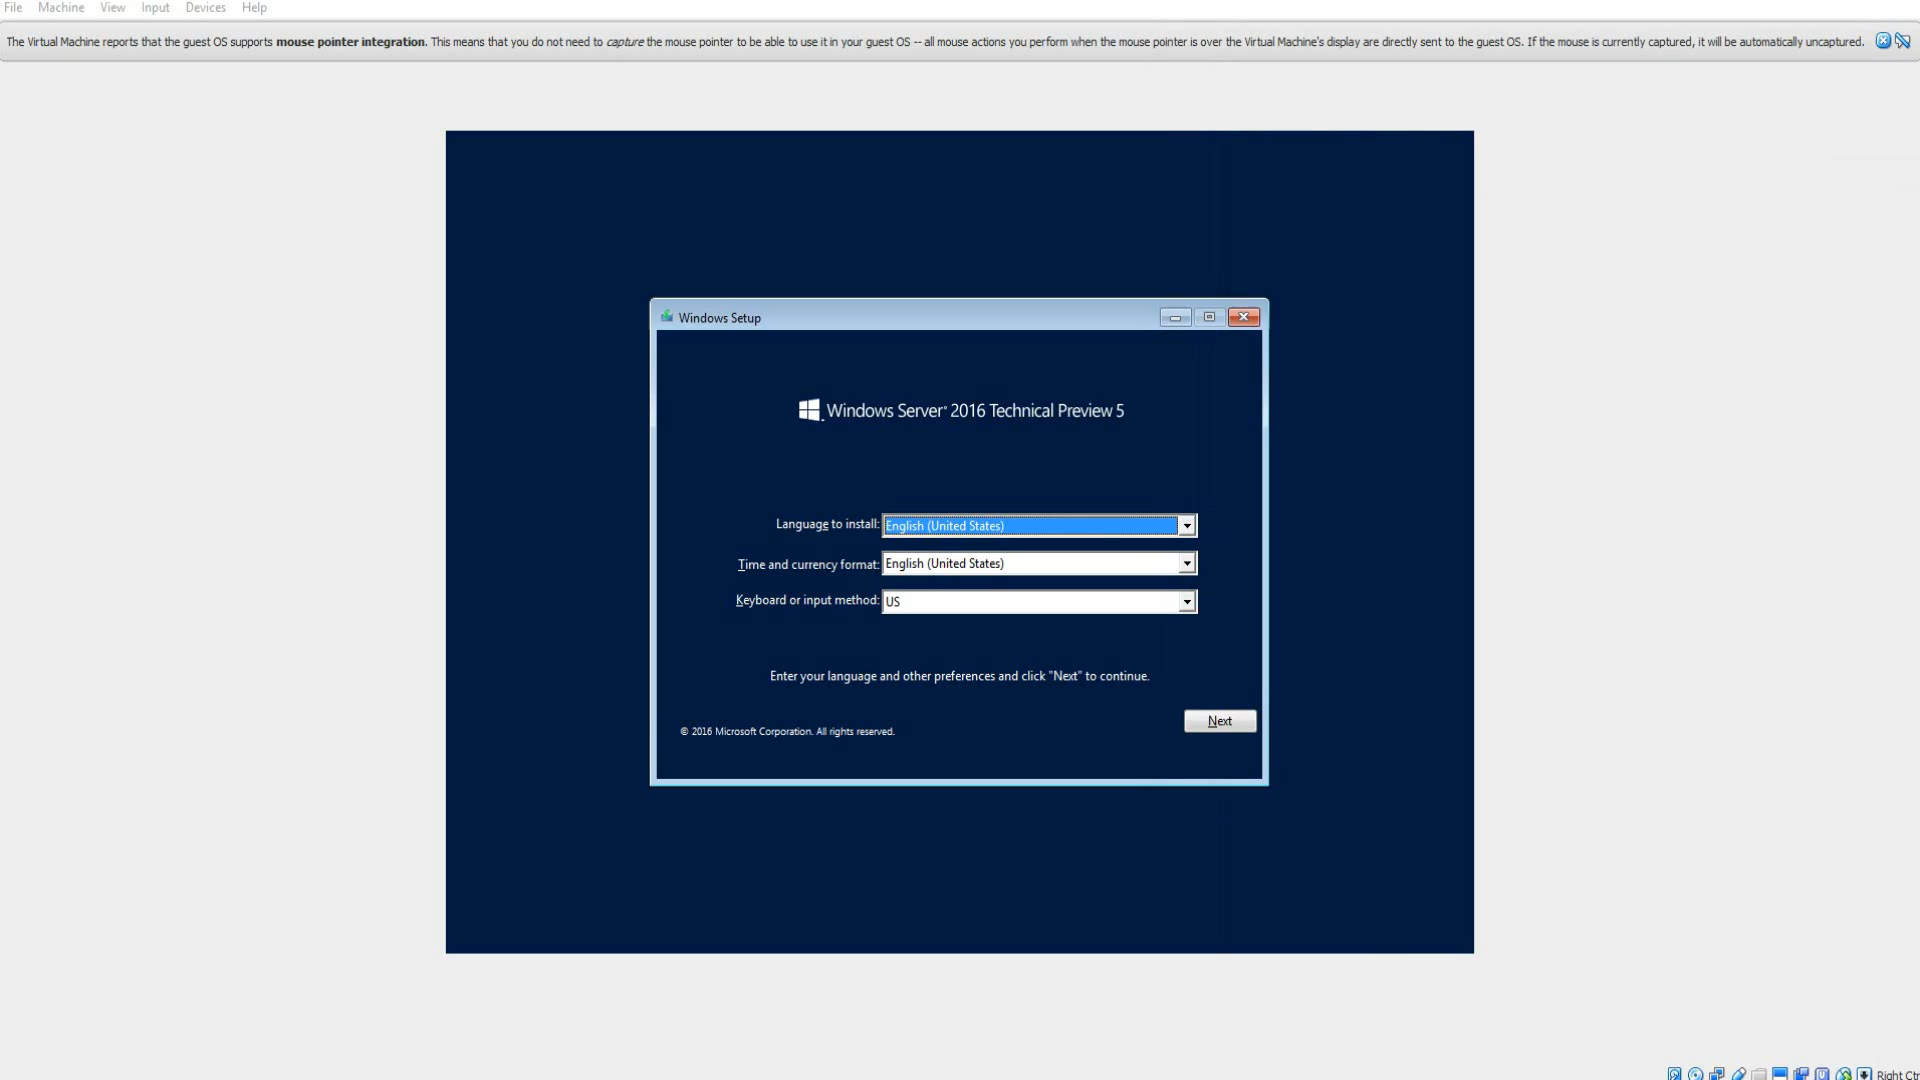 File Machine View Input Devices Help
The Virtual Machine reports that the guest OS supports mouse pointer integration. This means that you do not need to capture the mouse pointer to be able to use it in your guest OS -- all mouse actions you perform when the mouse pointer is over the Virtual Machine's display are directly sent to the guest OS. If the mouse is currently captured, it will be automatically uncaptured.
Windows Setup
Windows Server® 2016 Technical Preview 5
Language to install: English (United States)
Time and currency format: English (United States)
Keyboard or input method: US
Enter your language and other preferences and click "Next" to continue.
Next
© 2016 Microsoft Corporation. All rights reserved.
Right Ctr